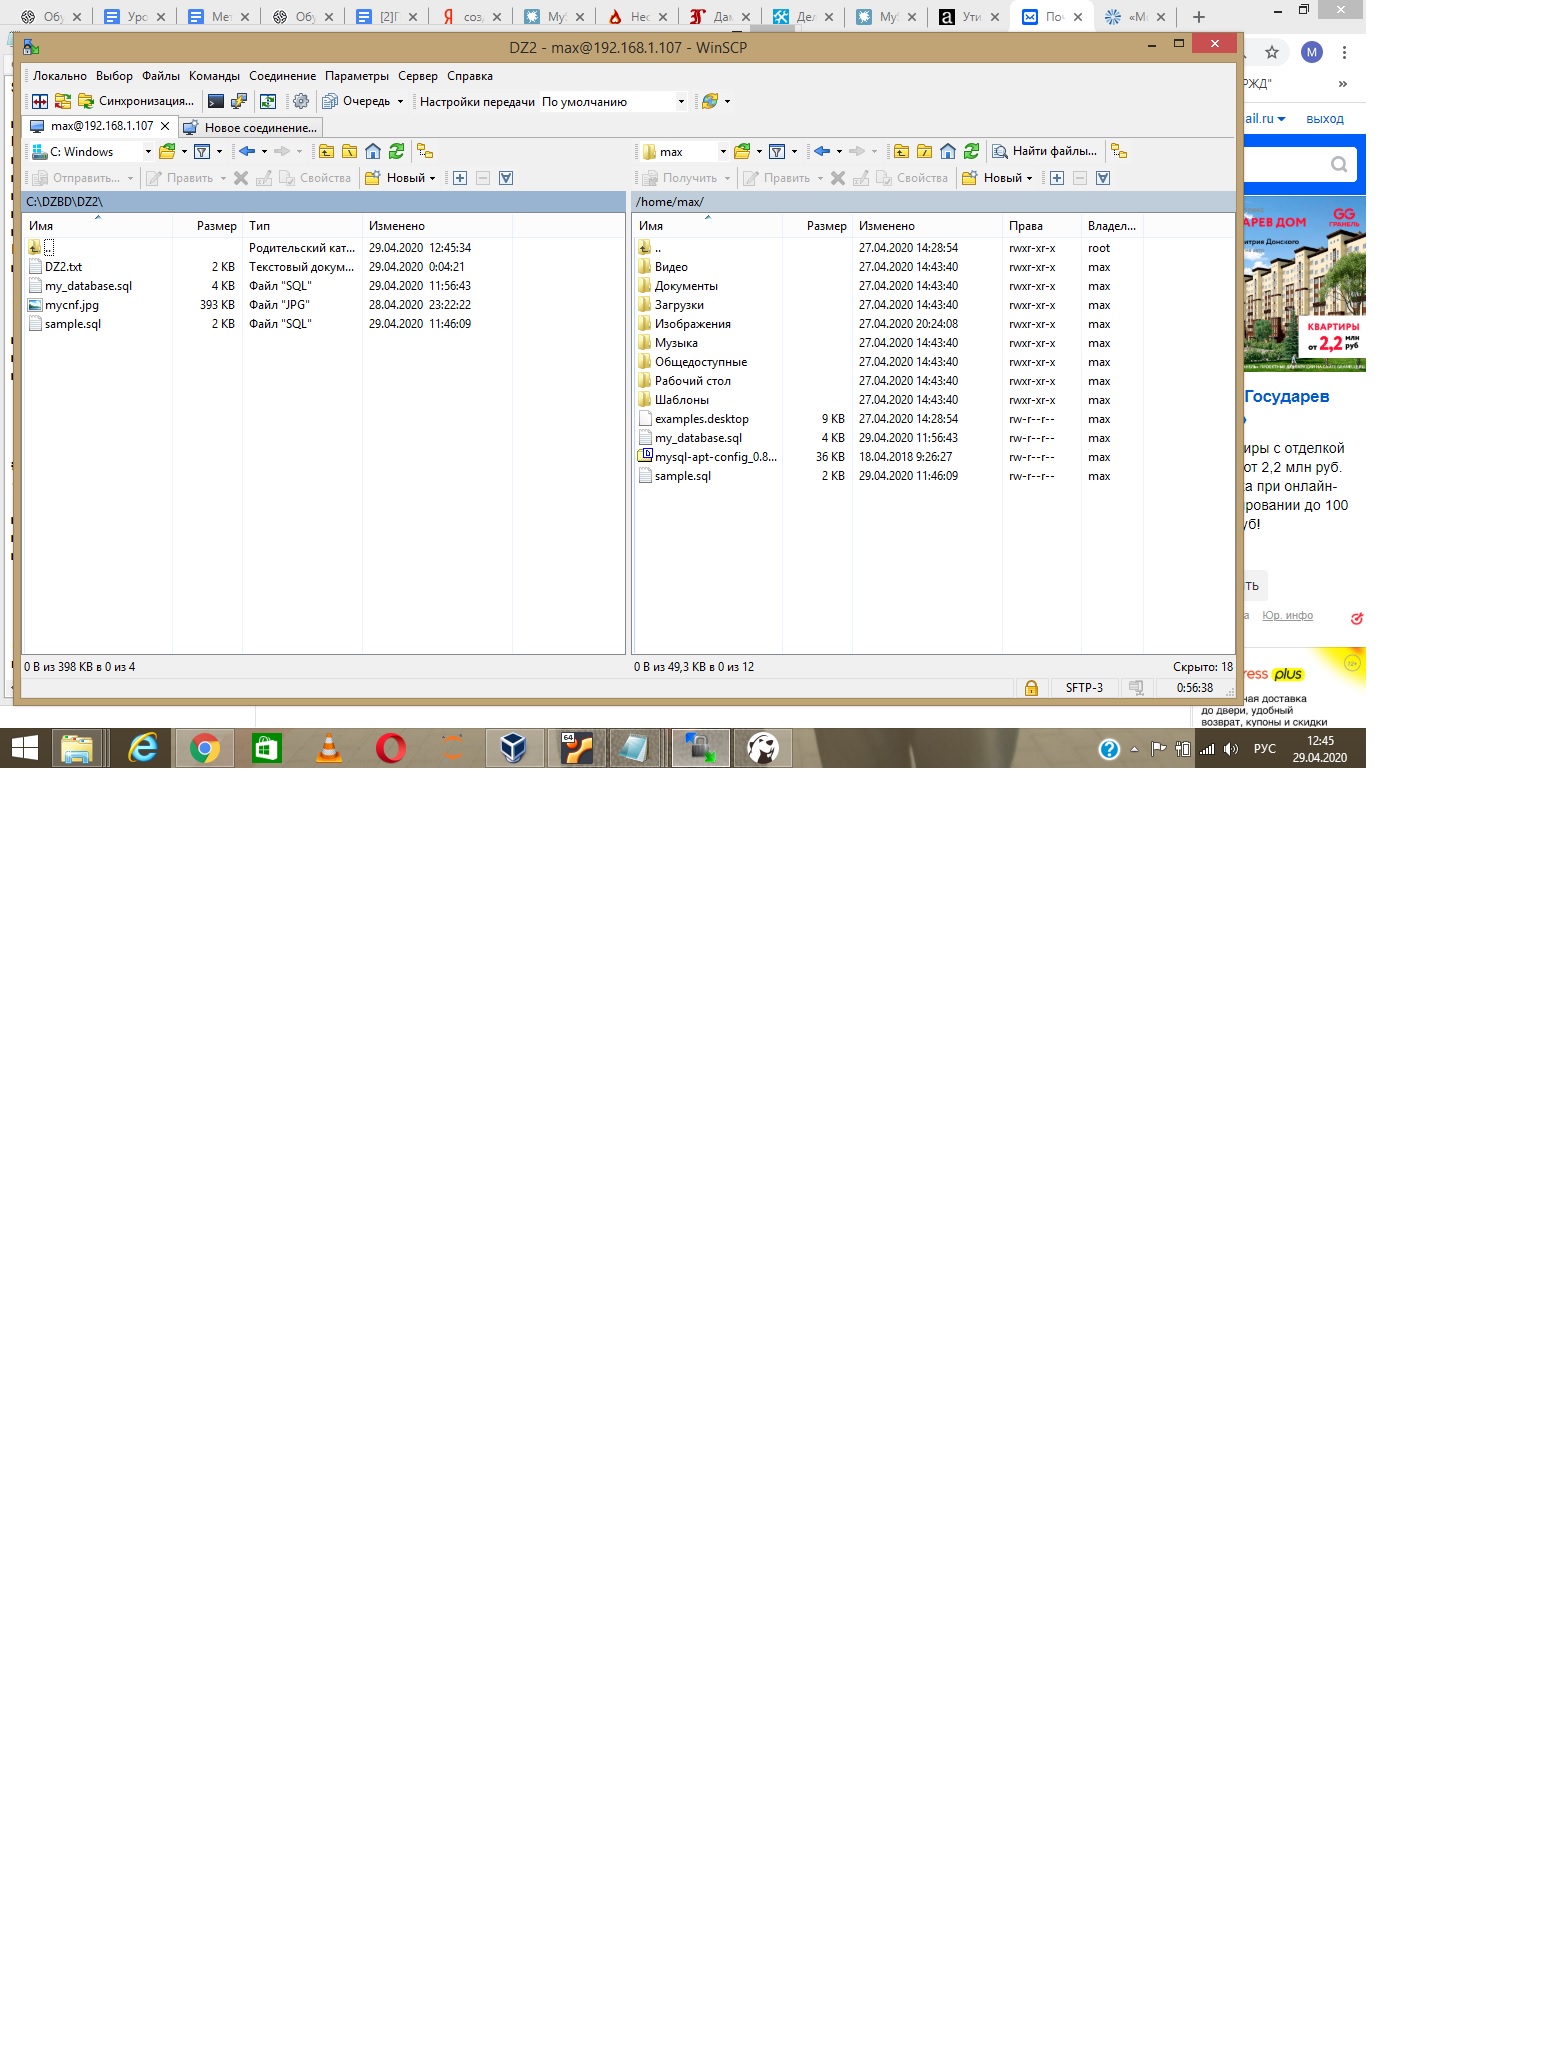 Обу Уро Мет Обу [2]Г соз МуS Нес Дам Дел МуS Ути Поч «Ми
DZ2 - max@192.168.1.107 - WinSCP
Локально Выбор Файлы Команды Соединение Параметры Сервер Справка
Синхронизация... Очередь Настройки передачи По умолчанию
max@192.168.1.107 Новое соединение...
C: Windows max Найти файлы...
Отправить... Править Свойства Новый Получить Править Свойства Новый
C:\DZBD\DZ2\ /home/max/
Имя Размер Тип Изменено
.. Родительский кат... 29.04.2020 12:45:34
DZ2.txt 2 KB Текстовый докум... 29.04.2020 0:04:21
my_database.sql 4 KB Файл "SQL" 29.04.2020 11:56:43
mycnf.jpg 393 KB Файл "JPG" 28.04.2020 23:22:22
sample.sql 2 KB Файл "SQL" 29.04.2020 11:46:09
Имя Размер Изменено Права Владел...
.. 27.04.2020 14:28:54 rwxr-xr-x root
Видео 27.04.2020 14:43:40 rwxr-xr-x max
Документы 27.04.2020 14:43:40 rwxr-xr-x max
Загрузки 27.04.2020 14:43:40 rwxr-xr-x max
Изображения 27.04.2020 20:24:08 rwxr-xr-x max
Музыка 27.04.2020 14:43:40 rwxr-xr-x max
Общедоступные 27.04.2020 14:43:40 rwxr-xr-x max
Рабочий стол 27.04.2020 14:43:40 rwxr-xr-x max
Шаблоны 27.04.2020 14:43:40 rwxr-xr-x max
examples.desktop 9 KB 27.04.2020 14:28:54 rw-r--r-- max
my_database.sql 4 KB 29.04.2020 11:56:43 rw-r--r-- max
mysql-apt-config_0.8... 36 KB 18.04.2018 9:26:27 rw-r--r-- max
sample.sql 2 KB 29.04.2020 11:46:09 rw-r--r-- max
0 B из 398 KB в 0 из 4
0 B из 49,3 KB в 0 из 12 Скрыто: 18
SFTP-3 0:56:38
М
РЖД"
ail.ru выход
АРЕВ ДОМ GG
ГРАНЕЛЬ
итрия Донского
КВАРТИРЫ
от 2,2 млн руб
Государев
иры с отделкой
от 2,2 млн руб.
ка при онлайн-
ировании до 100
уб!
ть
а Юр. инфо
ress plus 12+
ная доставка
до двери, удобный
возврат, купоны и скидки
64 РУС 12:45
29.04.2020